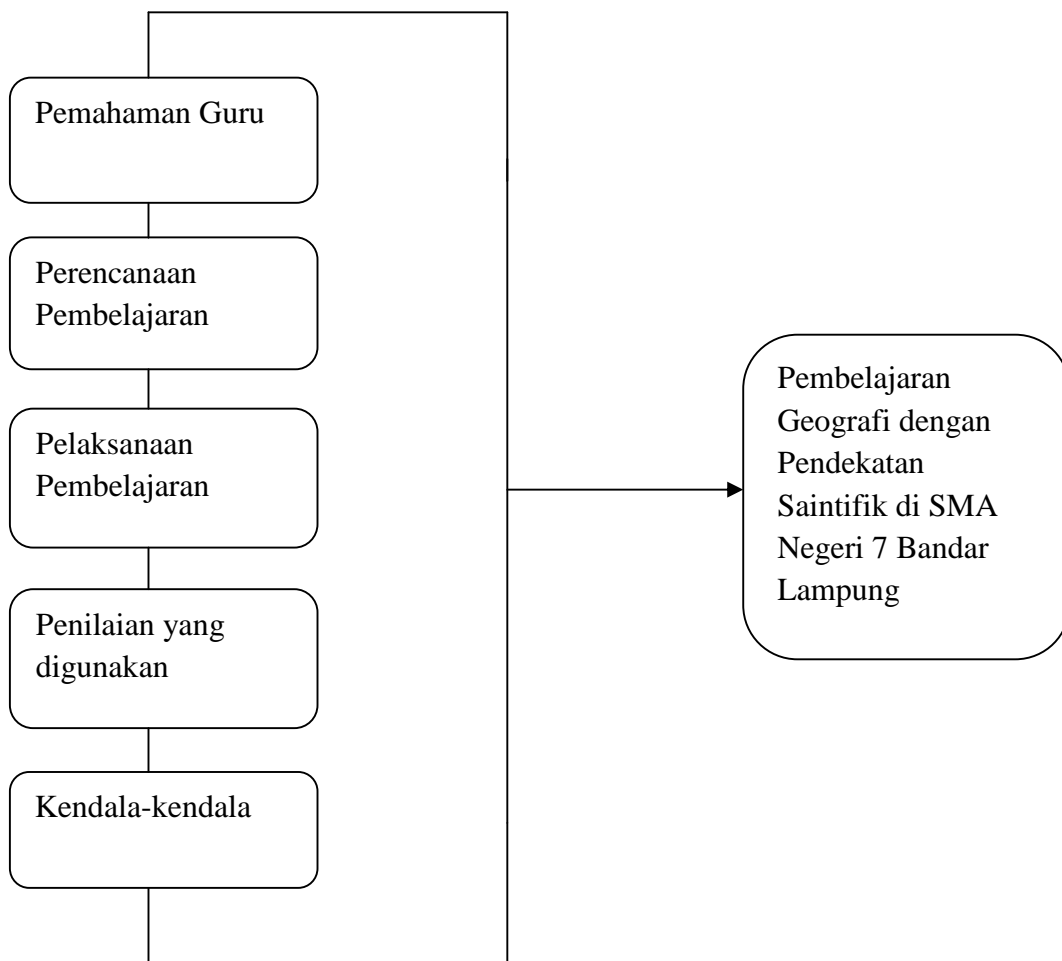 Pemahaman Guru
Perencanaan
Pembelajaran
Pelaksanaan
Pembelajaran
Penilaian yang
digunakan
Kendala-kendala
Pembelajaran
Geografi dengan
Pendekatan
Saintifik di SMA
Negeri 7 Bandar
Lampung